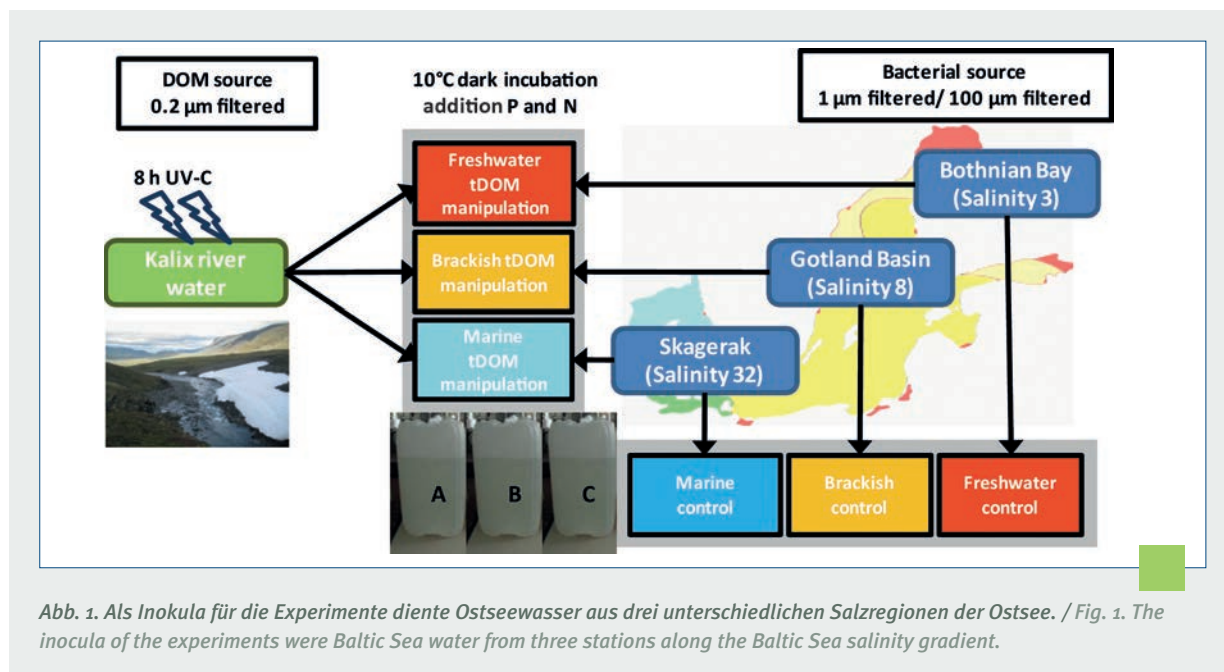 DOM source
0.2 µm filtered
10°C dark incubation
addition P and N
Bacterial source
1 µm filtered/ 100 µm filtered
8 h UV-C
Kalix river
water
Freshwater
tDOM
manipulation
Brackish tDOM
manipulation
Marine
tDOM
manipulation
Bothnian Bay
(Salinity 3)
Gotland Basin
(Salinity 8)
Skagerak
(Salinity 32)
A
B
C
Marine
control
Brackish
control
Freshwater
control
Abb. 1. Als Inokula für die Experimente diente Ostseewasser aus drei unterschiedlichen Salzregionen der Ostsee. / Fig. 1. The
inocula of the experiments were Baltic Sea water from three stations along the Baltic Sea salinity gradient.